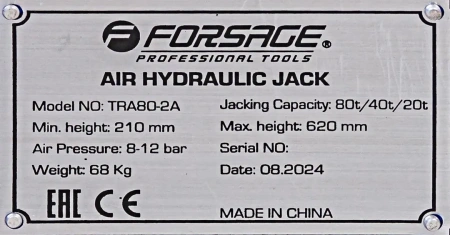 FORSAGE®
PROFESSIONAL TOOLS
AIR HYDRAULIC JACK
Model NO: TRA80-2A Jacking Capacity: 80t/40t/20t
Min. height: 210 mm Max. height: 620 mm
Air Pressure: 8-12 bar Serial NO:
Weight: 68 Kg Date: 08.2024
EAC CE MADE IN CHINA